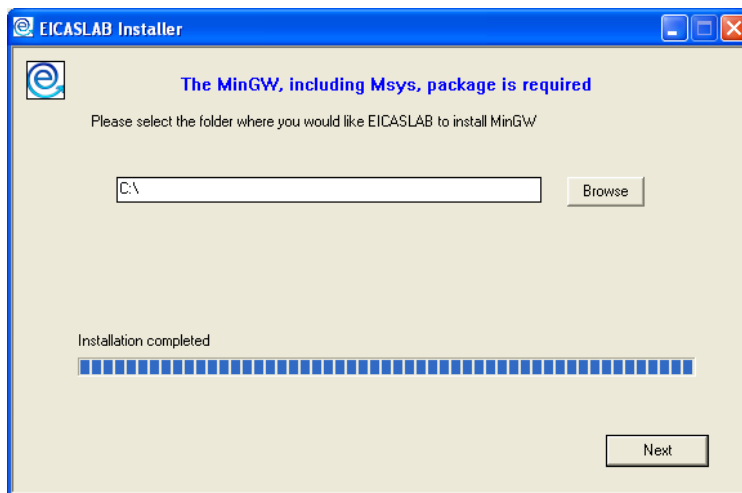 EICASLAB Installer
The MinGW, including Msys, package is required
Please select the folder where you would like EICASLAB to install MinGW
C:\
Browse
Installation completed
Next